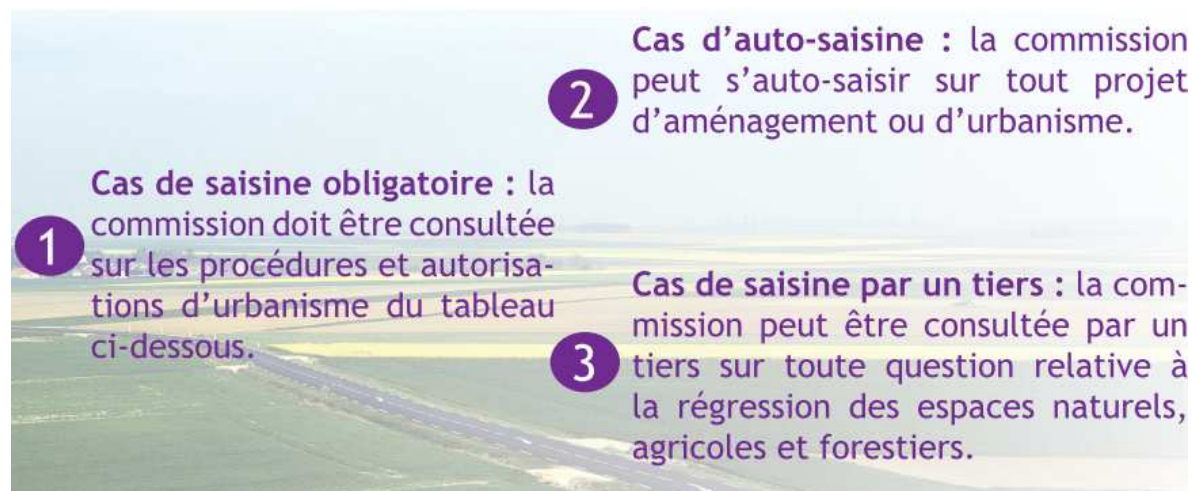 1
Cas de saisine obligatoire : la
commission doit être consultée
sur les procédures et autorisa-
tions d'urbanisme du tableau
ci-dessous.
2
Cas d'auto-saisine : la commission
peut s'auto-saisir sur tout projet
d'aménagement ou d'urbanisme.
3
Cas de saisine par un tiers : la com-
mission peut être consultée par un
tiers sur toute question relative à
la régression des espaces naturels,
agricoles et forestiers.